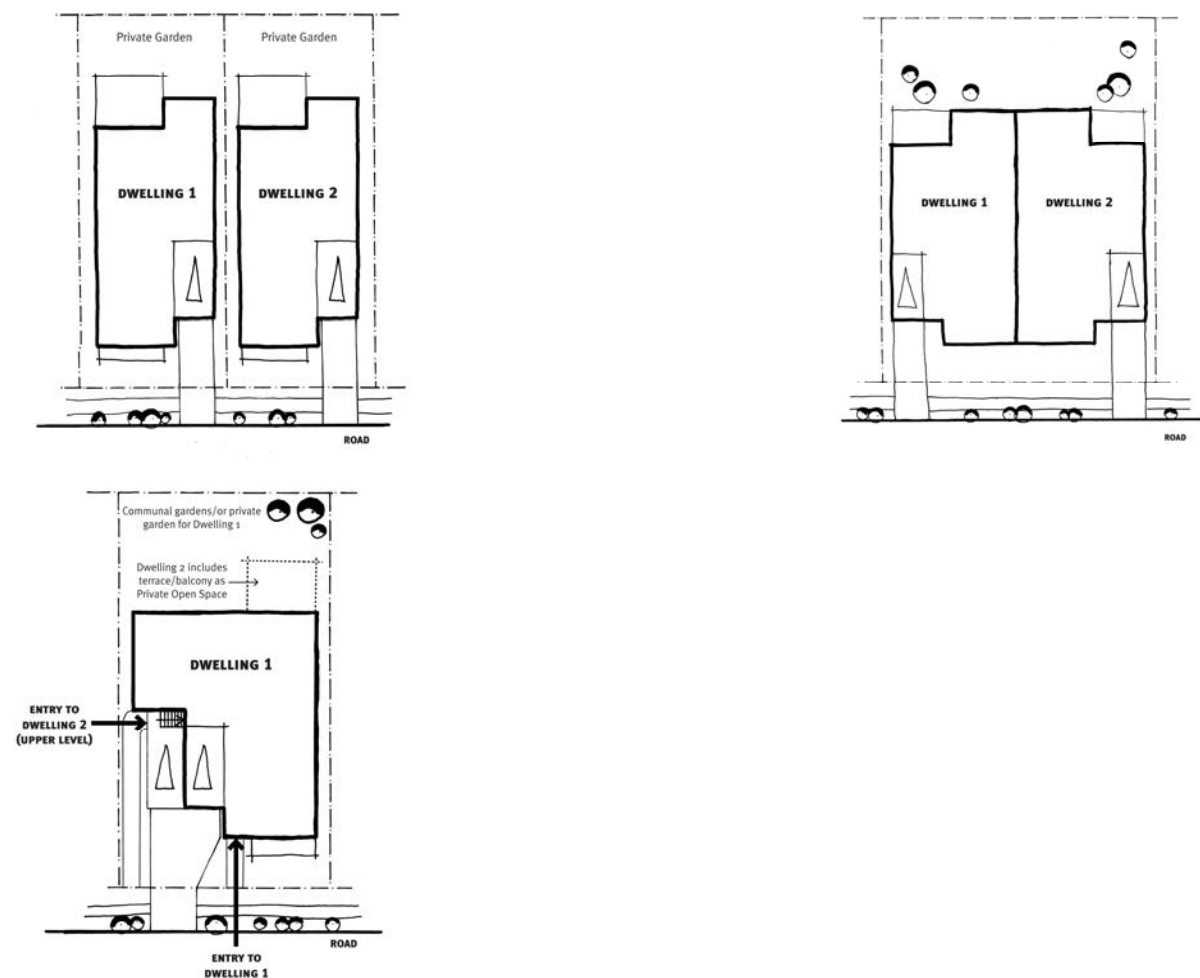 Private Garden
Private Garden
DWELLING 1
DWELLING 2
ROAD
DWELLING 1
DWELLING 2
ROAD
Communal gardens/or private
garden for Dwelling 1
Dwelling 2 includes
terrace/balcony as
Private Open Space
DWELLING 1
ENTRY TO
DWELLING 2
(UPPER LEVEL)
ROAD
ENTRY TO
DWELLING 1